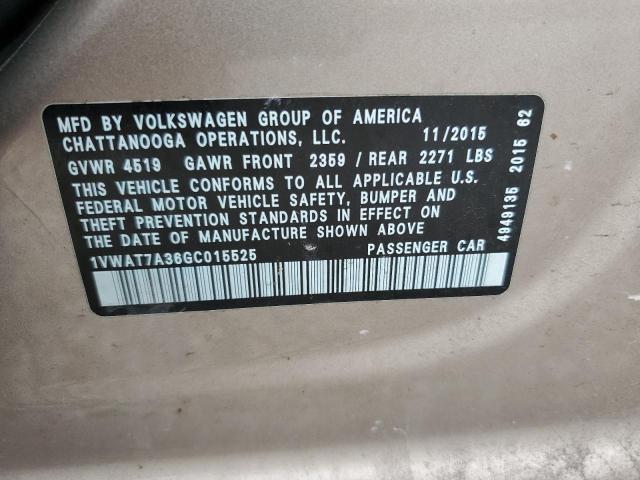 MFD BY VOLKSWAGEN GROUP OF AMERICA
CHATTANOOGA OPERATIONS, LLC. 11/2015
GVWR 4519 GAWR FRONT 2359 / REAR 2271 LBS
THIS VEHICLE CONFORMS TO ALL APPLICABLE U.S.
FEDERAL MOTOR VEHICLE SAFETY, BUMPER AND
THEFT PREVENTION STANDARDS IN EFFECT ON
THE DATE OF MANUFACTURE SHOWN ABOVE
1VWAT7A36GC015525 PASSENGER CAR
4949135 2015 62